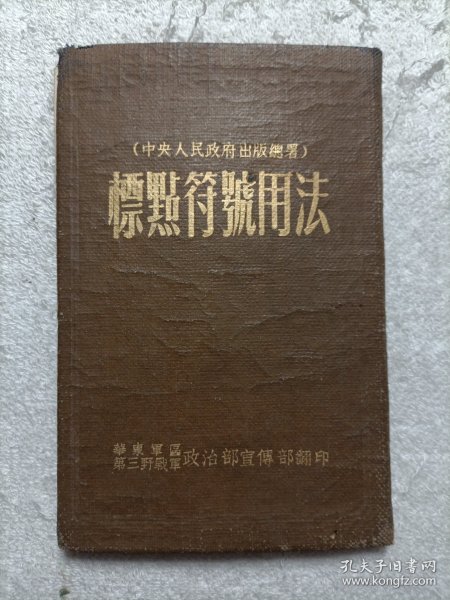 （中央人民政府出版總署）
標點符號用法
華東軍區
第三野戰軍政治部宣傳部翻印
孔夫子旧书网
www.kongfz.com